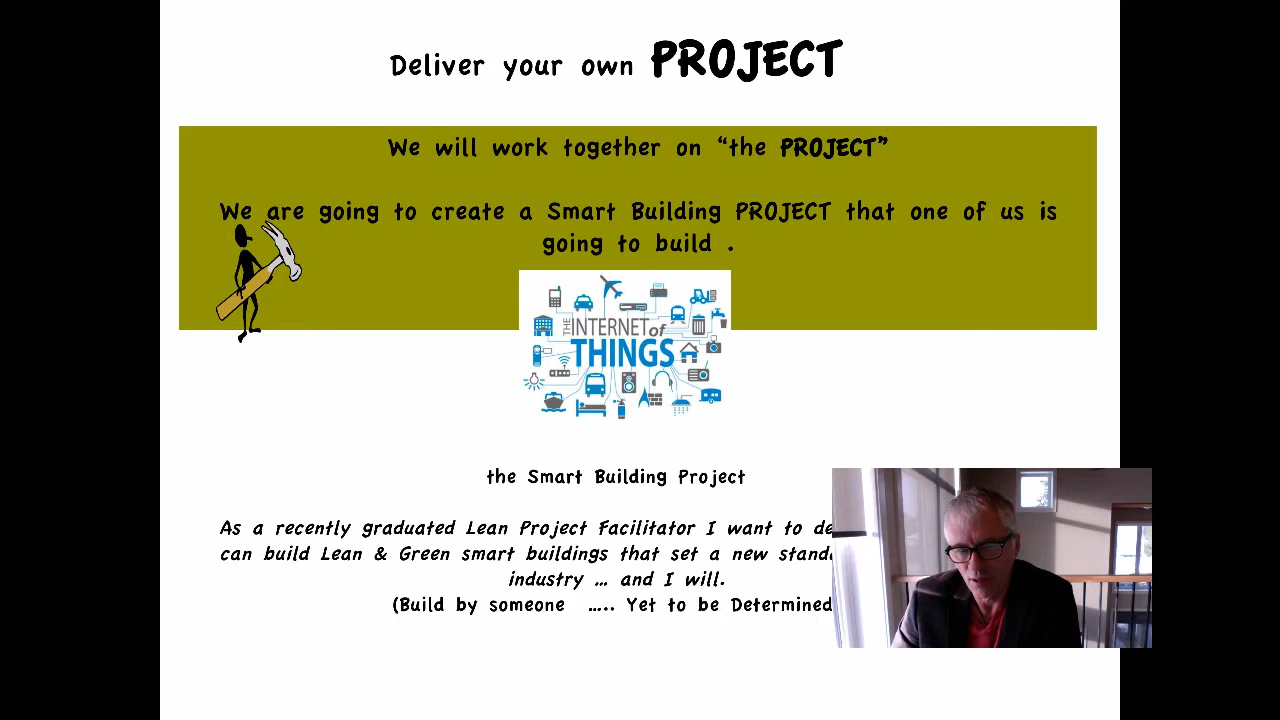 Deliver your own PROJECT
We will work together on “the PROJECT”
We are going to create a Smart Building PROJECT that one of us is
going to build .
THE INTERNET of
THINGS
the Smart Building Project
As a recently graduated Lean Project Facilitator I want to
can build Lean & Green smart buildings that set a new
industry … and I will.
(Build by someone ….. Yet to be Determined